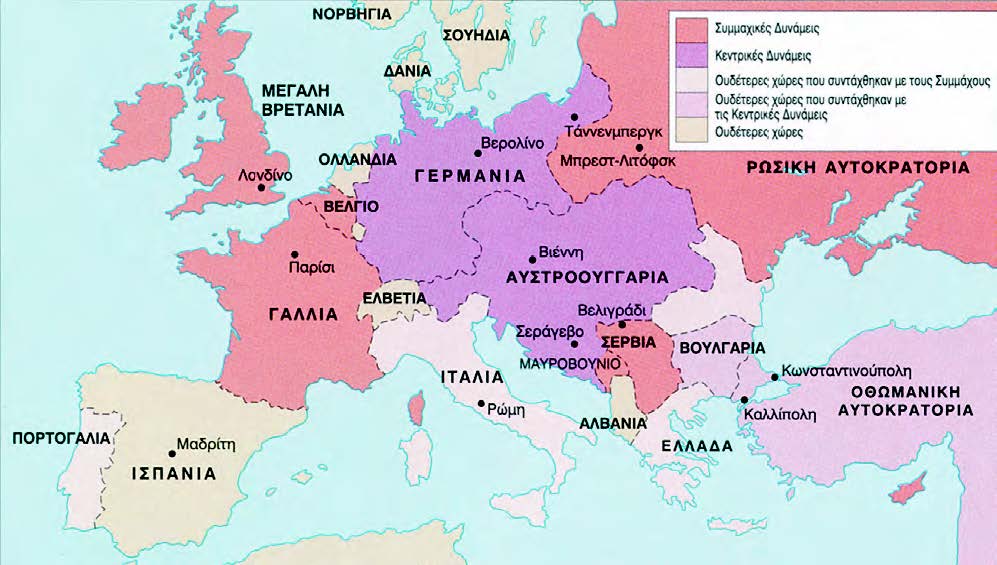 ΝΟΡΒΗΓΙΑ
ΣΟΥΗΔΙΑ
ΔΑΝΙΑ
ΜΕΓΑΛΗ
ΒΡΕΤΑΝΙΑ
Λονδίνο
ΟΛΛΑΝΔΙΑ
ΒΕΛΓΙΟ
Βερολίνο
ΓΕΡΜΑΝΙΑ
Τάννενμπεργκ
Μπρεστ-Λιτόφσκ
ΡΩΣΙΚΗ ΑΥΤΟΚΡΑΤΟΡΙΑ
Συμμαχικές Δυνάμεις
Κεντρικές Δυνάμεις
Ουδέτερες χώρες που συντάχθηκαν με τους Συμμάχους
Ουδέτερες χώρες που συντάχθηκαν με
τις Κεντρικές Δυνάμεις
Ουδέτερες χώρες
Παρίσι
ΓΑΛΛΙΑ
ΕΛΒΕΤΙΑ
Βιέννη
ΑΥΣΤΡΟΟΥΓΓΑΡΙΑ
Βελιγράδι
Σεράγεβο
ΣΕΡΒΙΑ
ΜΑΥΡΟΒΟΥΝΙΟ
ΒΟΥΛΓΑΡΙΑ
ΙΤΑΛΙΑ
Ρώμη
ΑΛΒΑΝΙΑ
ΕΛΛΑΔΑ
Κωνσταντινούπολη
Καλλίπολη
ΟΘΩΜΑΝΙΚΗ
ΑΥΤΟΚΡΑΤΟΡΙΑ
ΠΟΡΤΟΓΑΛΙΑ
Μαδρίτη
ΙΣΠΑΝΙΑ